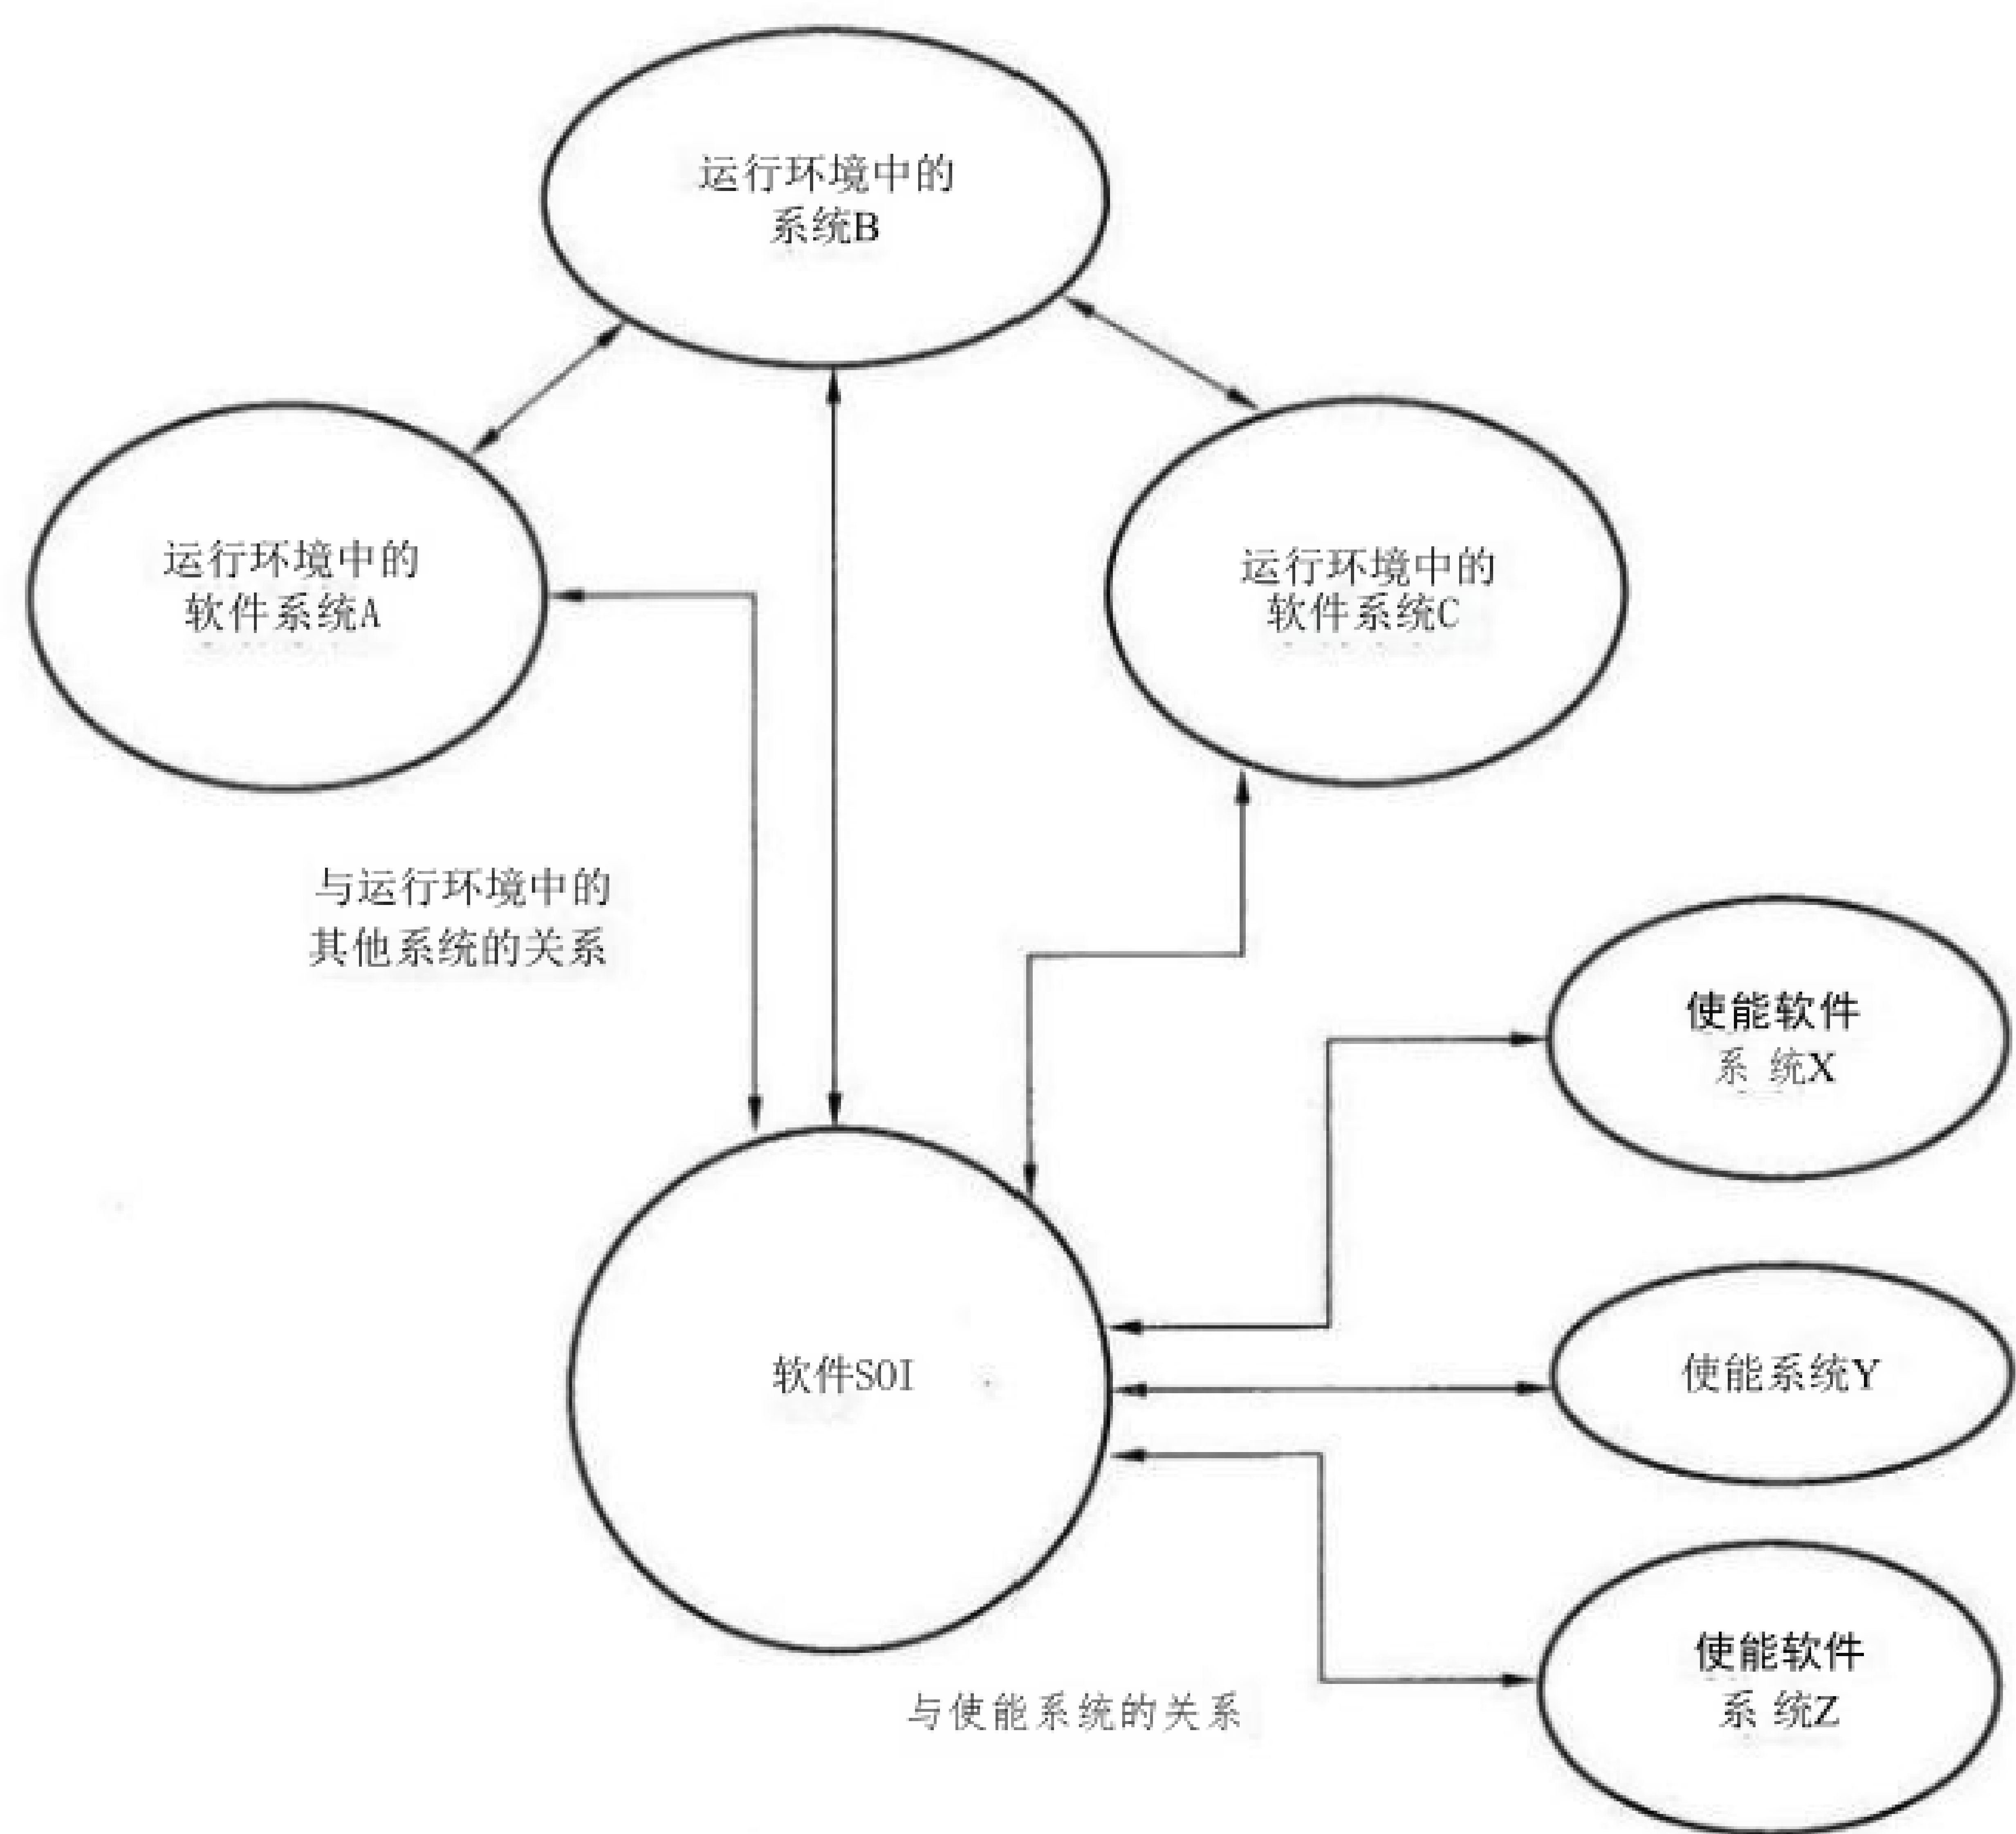 运行环境中的
系统B
运行环境中的
软件系统A
运行环境中的
软件系统C
与运行环境中的
其他系统的关系
使能软件
系 统X
软件SOI
使能系统Y
使能软件
系 统Z
与使能系统的关系